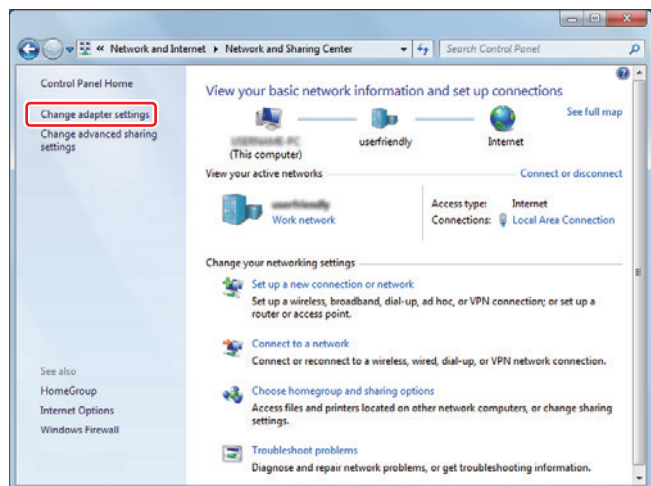 « Network and Internet ▸ Network and Sharing Center
Search Control Panel
Control Panel Home
Change adapter settings
Change advanced sharing
settings
See also
HomeGroup
Internet Options
Windows Firewall
View your basic network information and set up connections
See full map
(This computer)
userfriendly
Internet
View your active networks
Connect or disconnect
Work network
Access type: Internet
Connections: Local Area Connection
Change your networking settings
Set up a new connection or network
Set up a wireless, broadband, dial-up, ad hoc, or VPN connection; or set up a
router or access point.
Connect to a network
Connect or reconnect to a wireless, wired, dial-up, or VPN network connection.
Choose homegroup and sharing options
Access files and printers located on other network computers, or change sharing
settings.
Troubleshoot problems
Diagnose and repair network problems, or get troubleshooting information.